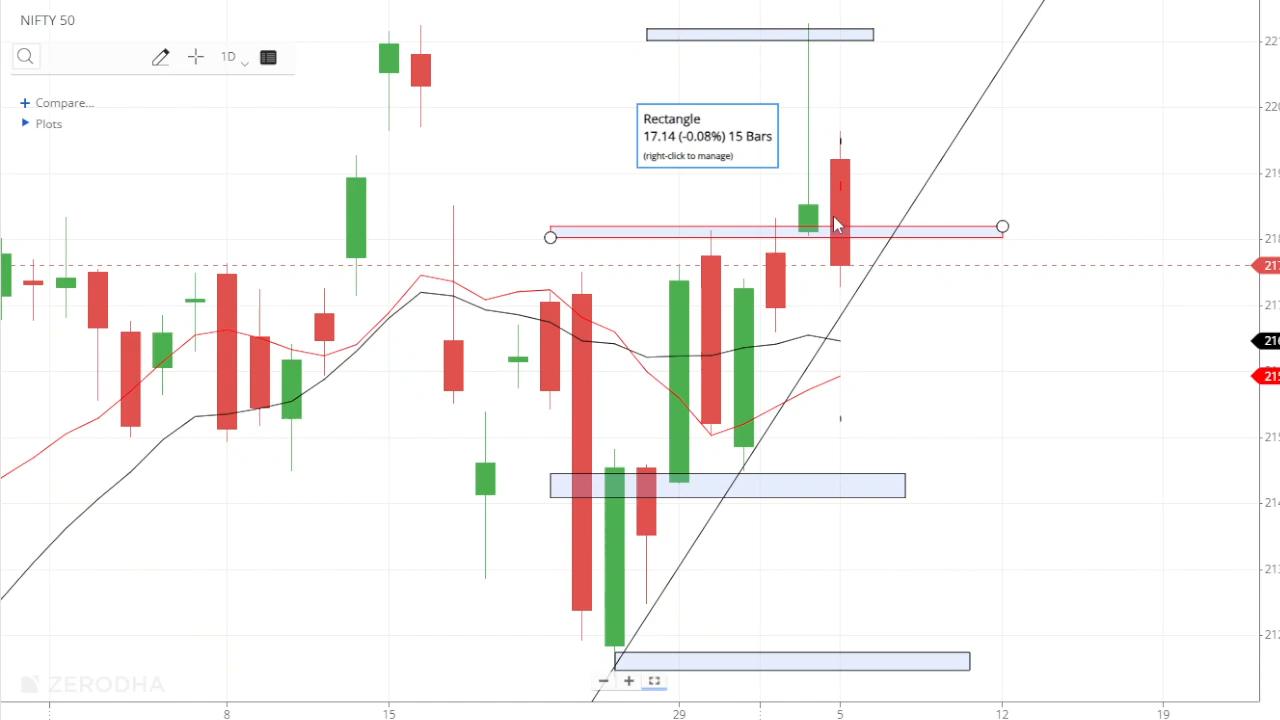 NIFTY 50
1D
Compare...
Plots
Rectangle
17.14 (-0.08%) 15 Bars
(right-click to manage)
ZERODHA
8
15
29
5
12
19